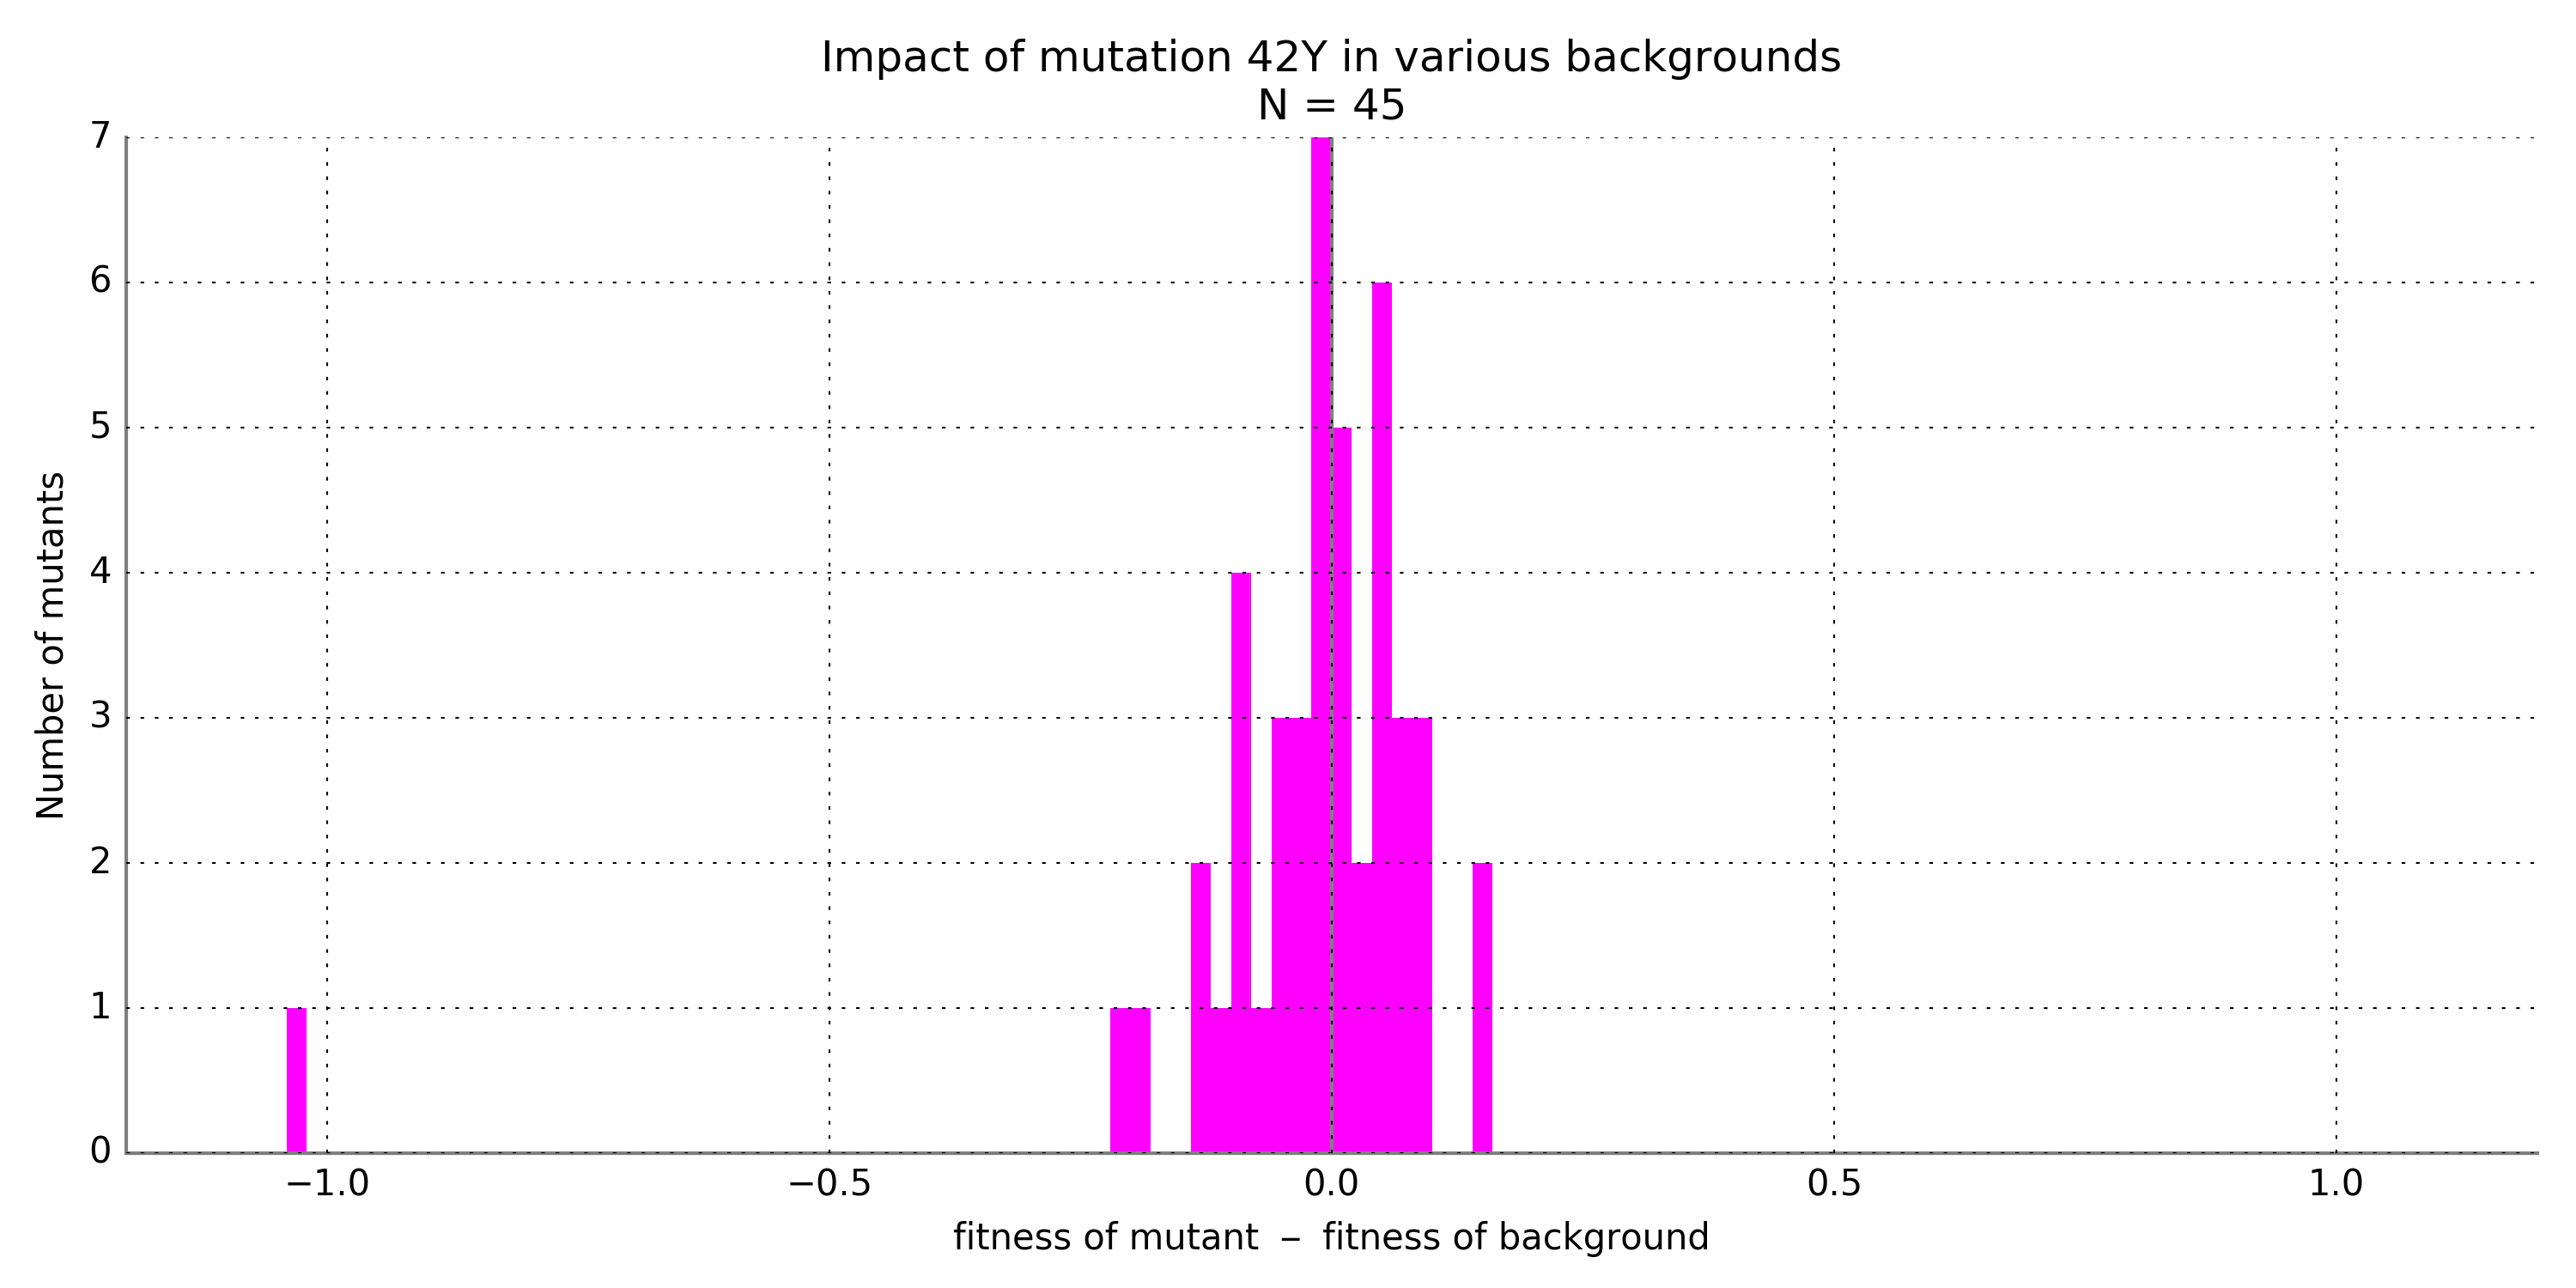 Impact of mutation 42Y in various backgrounds
N = 45
7
6
5
4
3
2
1
0
Number of mutants
−1.0 −0.5 0.0 0.5 1.0
fitness of mutant – fitness of background